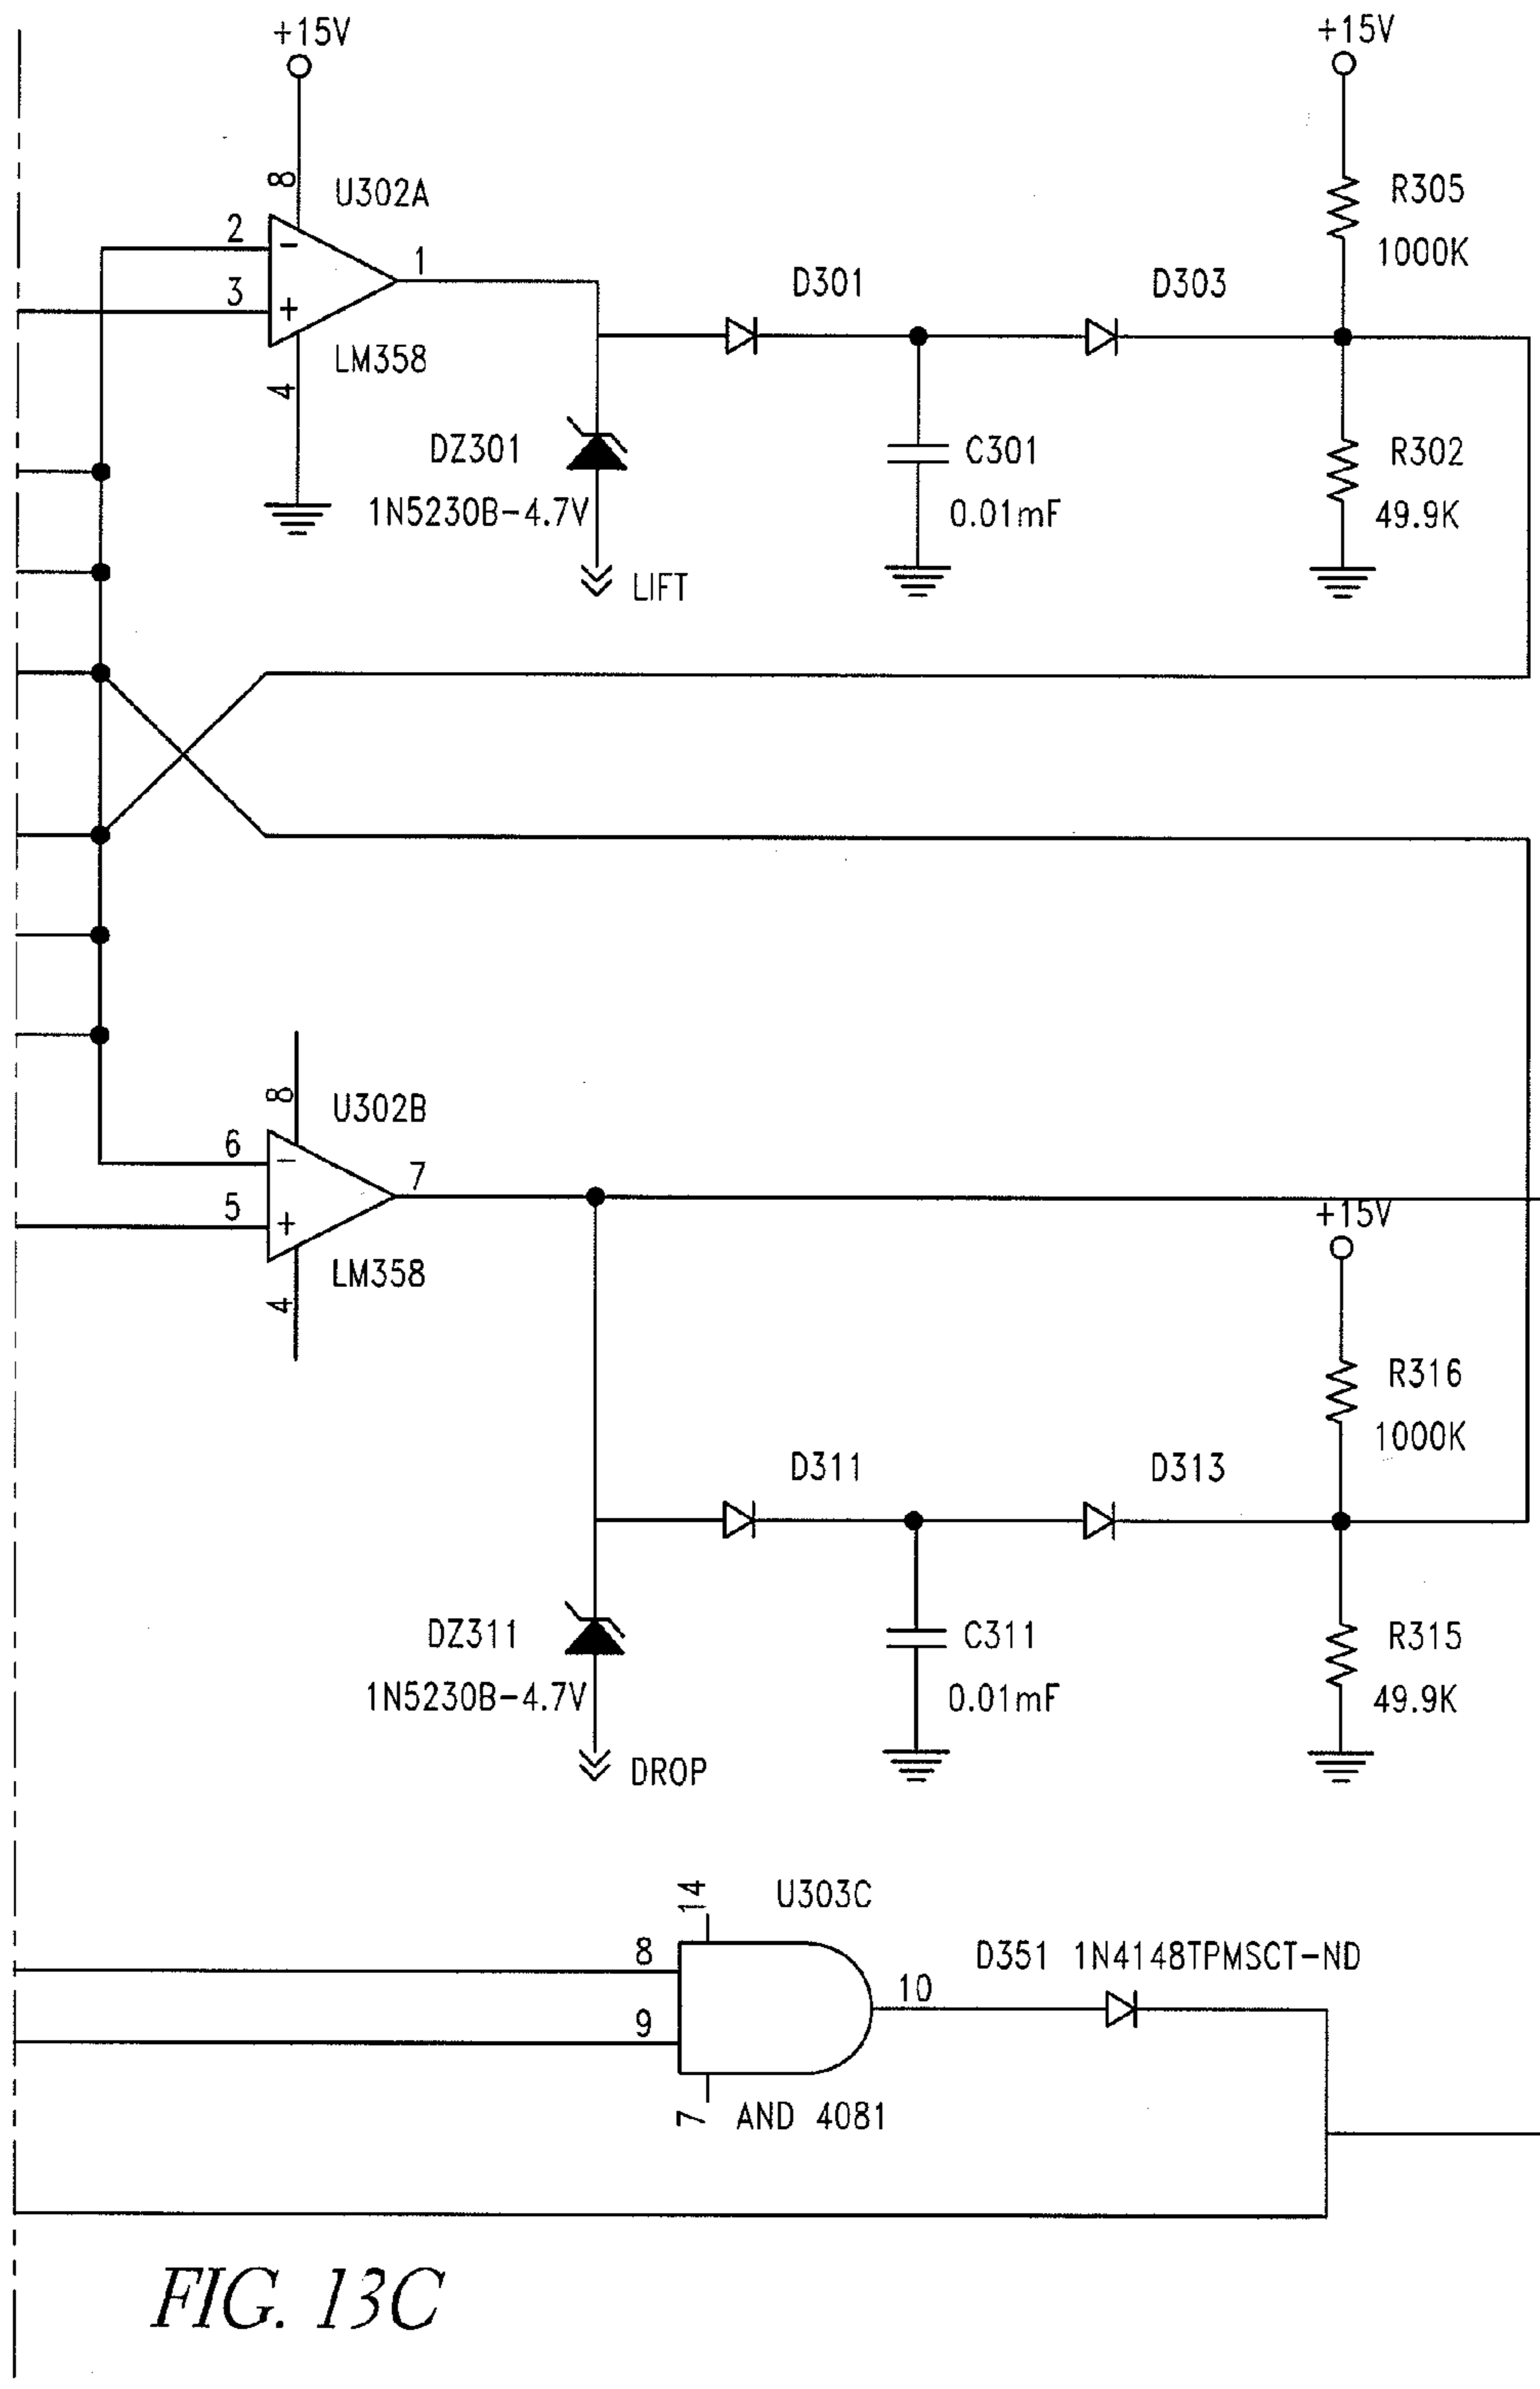 +15V
+15V
8
U302A
R305
2
−
1
1000K
3
+
D301
D303
LM358
4
DZ301
C301
R302
1N5230B-4.7V
0.01mF
49.9K
LIFT
8
U302B
6
−
7
5
+
+15V
LM358
4
R316
1000K
D311
D313
DZ311
C311
R315
1N5230B-4.7V
0.01mF
49.9K
DROP
14
U303C
8
D351 1N4148TPMSCT-ND
10
9
7
AND 4081
FIG. 13C